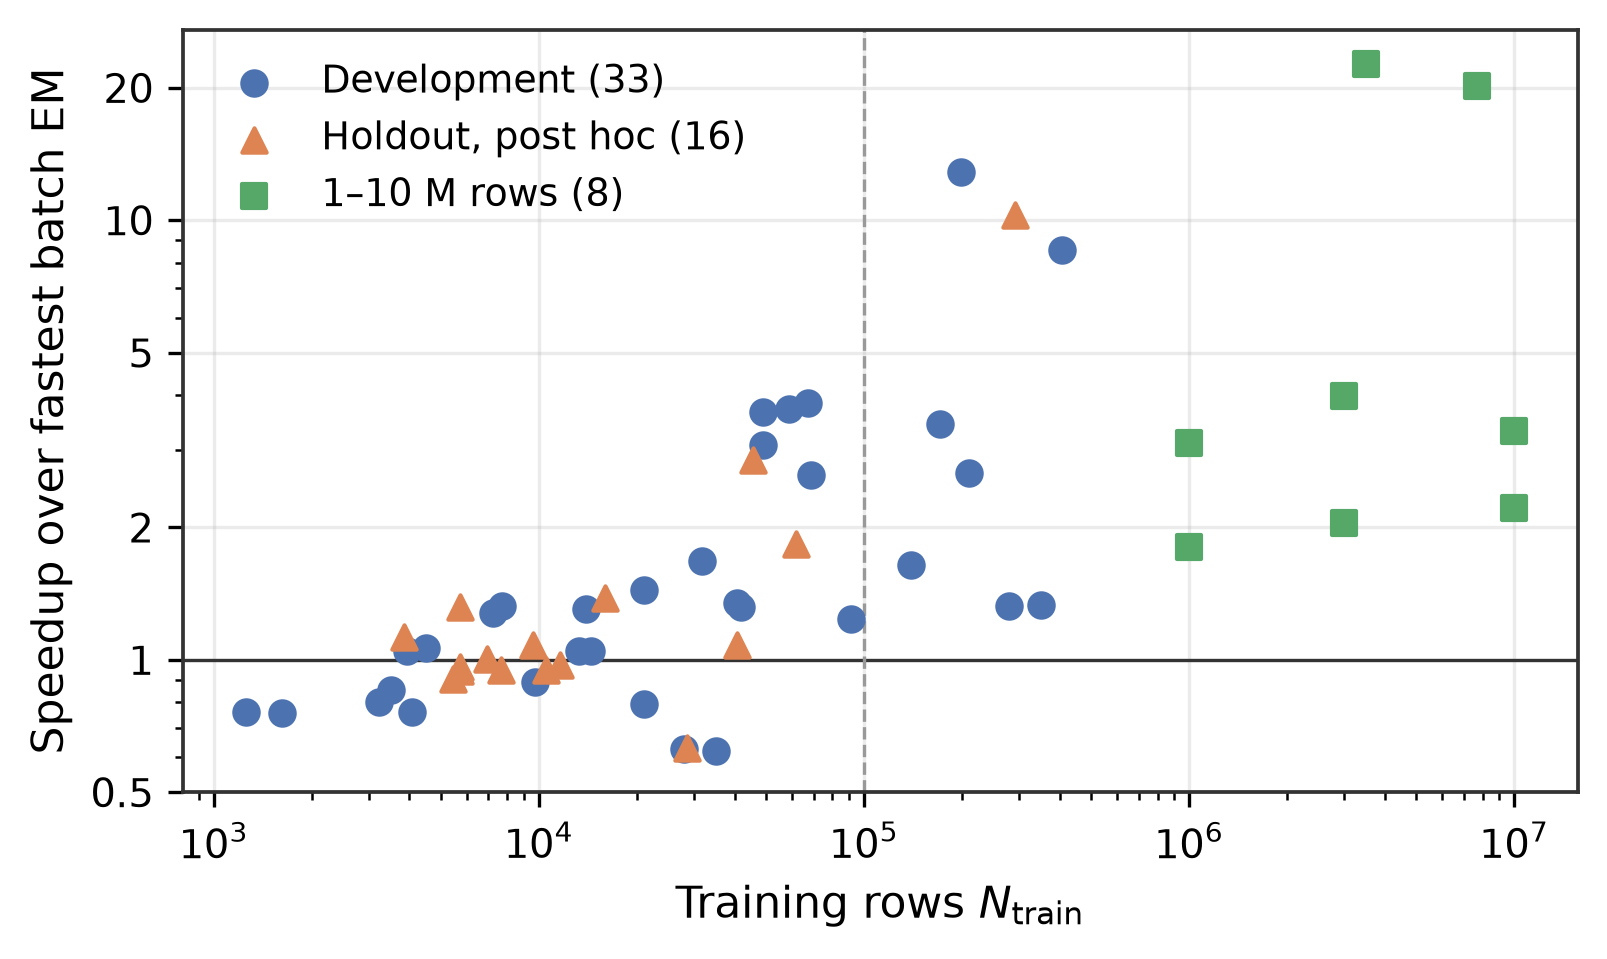 Speedup over fastest batch EM
20
10
5
2
1
0.5
Development (33)
Holdout, post hoc (16)
1–10 M rows (8)
10³
10⁴
10⁵
10⁶
10⁷
Training rows N_train